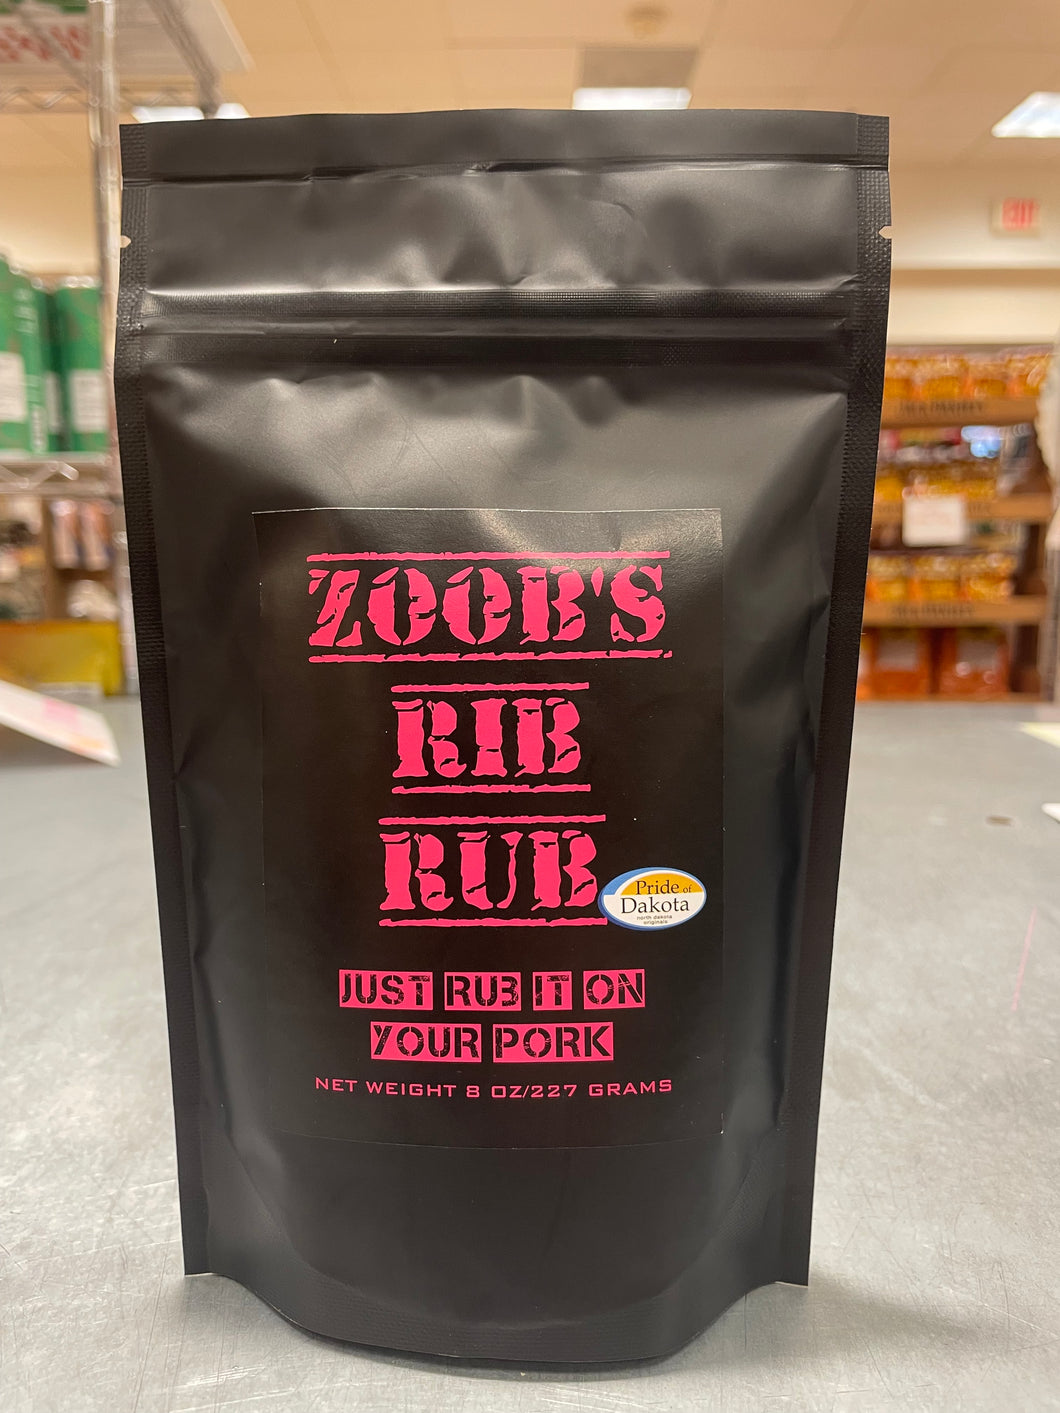 EXIT
ZOOB'S
RIB
RUB
Pride of
Dakota
north dakota
originals
JUST RUB IT ON
YOUR PORK
NET WEIGHT 8 OZ/227 GRAMS